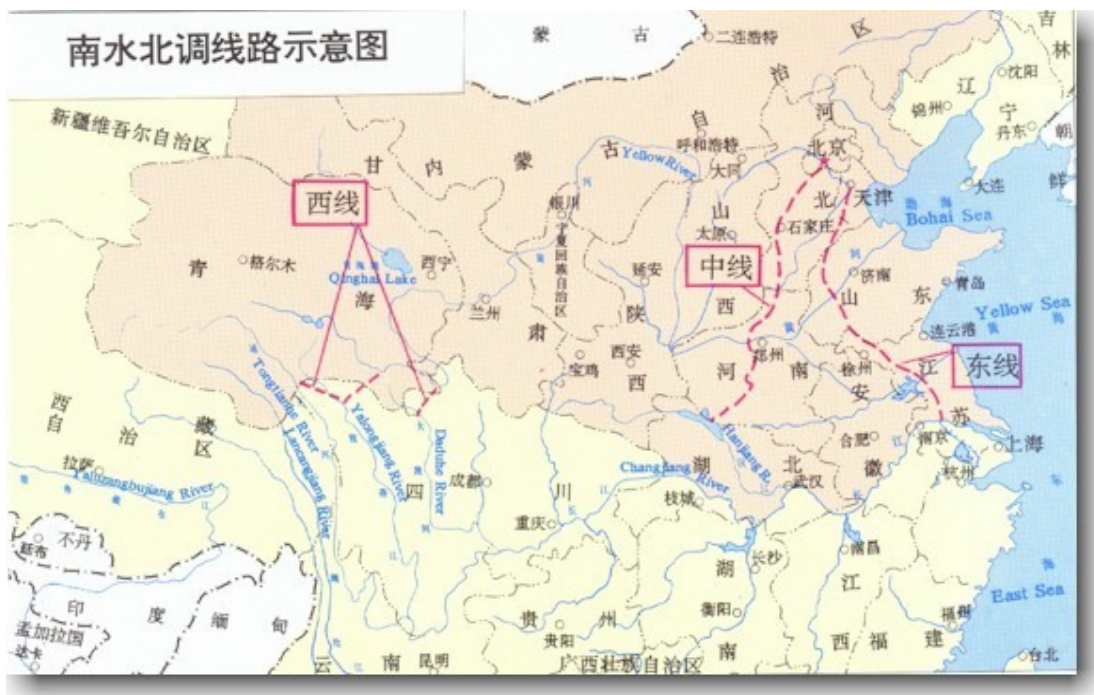 南水北调线路示意图
蒙 古
二连浩特
吉
林
沈阳
辽
宁
锦州
丹东
朝
鲜
新疆维吾尔自治区
甘
肃
内
蒙
古
自
治
区
呼和浩特
大同
河
北
北京
天津
大连
渤 海
Bohai Sea
Yellow River
西线
银川
宁夏回族自治区
山
西
太原
石家庄
中线
青
海
格尔木
西宁
Qinghai Lake
兰州
延安
陕
西
济南
山
东
青岛
Yellow Sea
黄 海
连云港
宝鸡
西安
郑州
河
南
徐州
安
徽
江
苏
东线
Tongtianhe River
Yalongjiang River
Daduhe River
Lancangjiang River
西
藏
自
治
区
拉萨
四
川
成都
Hanjiang R.
合肥
南京
上海
湖
北
Changjiang River
枝城
武汉
杭州
重庆
不丹
廷布
长沙
南昌
东
海
East Sea
湖
南
江
西
印
度
缅
甸
孟加拉国
达卡
贵
州
贵阳
衡阳
福州
福
建
云
南
昆明
广西壮族自治区
台北